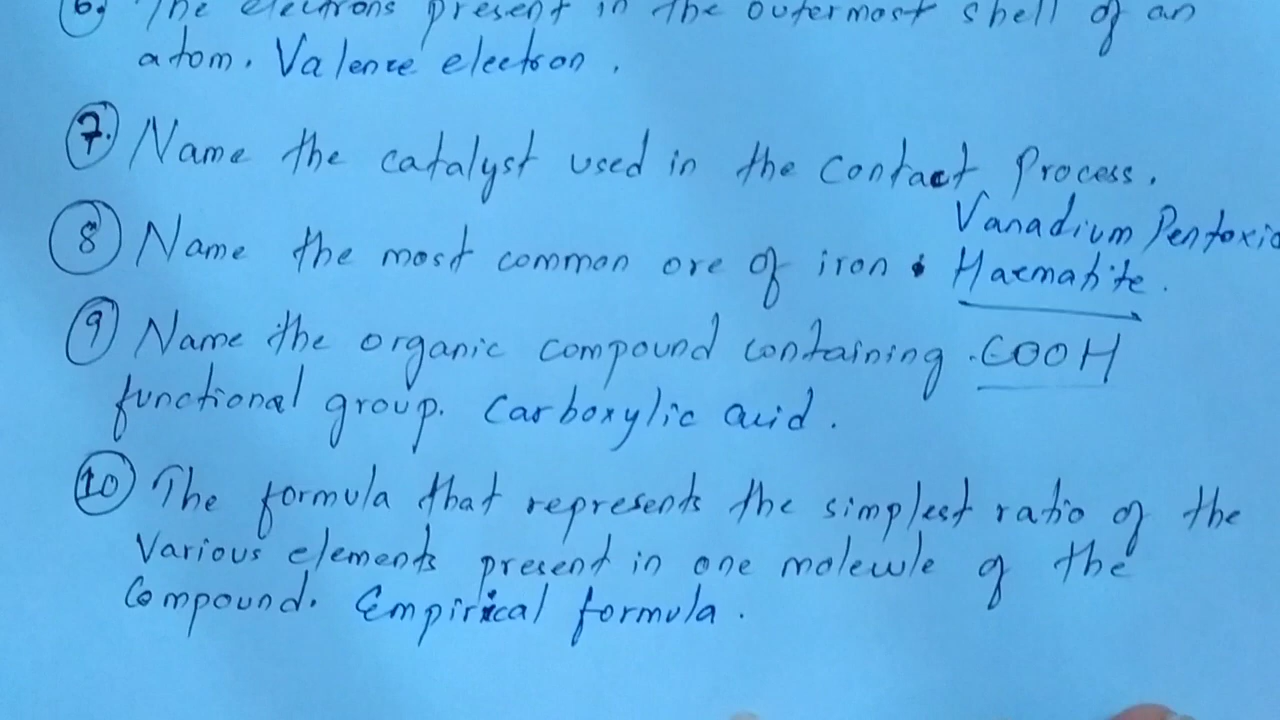 6. The electrons present in the outermost shell of an
atom. Valence electron.
7. Name the catalyst used in the Contact Process.
Vanadium Pentoxid
8 Name the most common ore of iron. Haematite.
9 Name the organic compound containing -COOH
functional group. Carboxylic acid.
10 The formula that represents the simplest ratio of the
Various elements present in one molecule of the
Compound. Empirical formula.